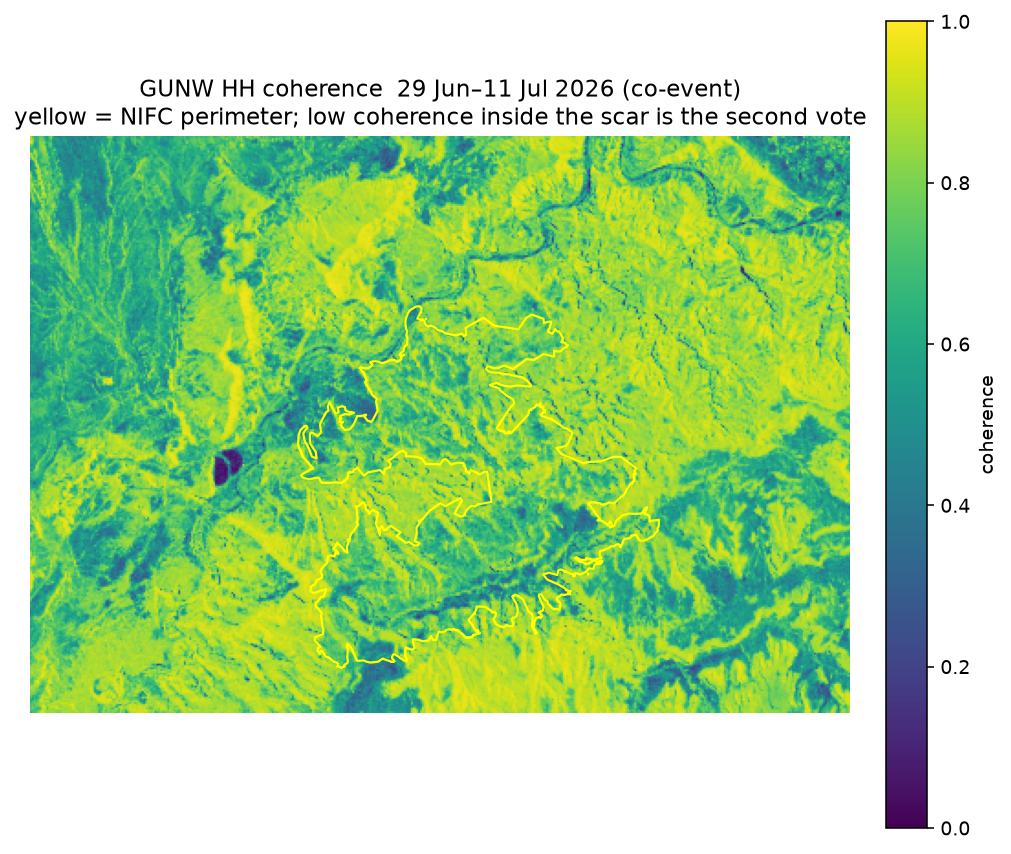 GUNW HH coherence  29 Jun–11 Jul 2026 (co-event)
yellow = NIFC perimeter; low coherence inside the scar is the second vote
1.0
0.8
0.6
0.4
0.2
0.0
coherence